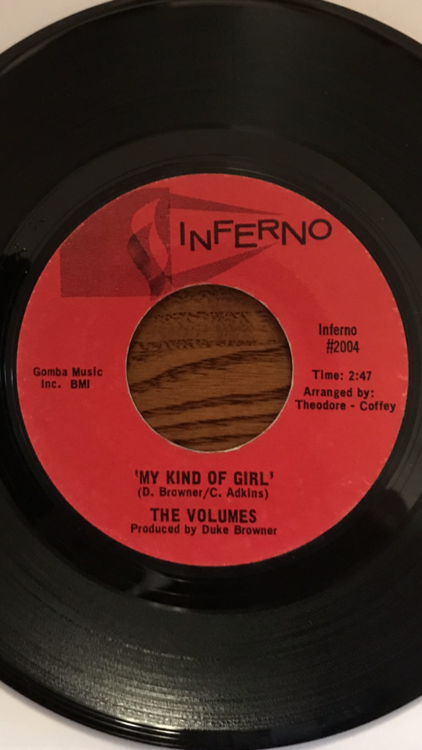 INFERNO
Inferno
#2004
Gomba Music
Inc. BMI
Time: 2:47
Arranged by:
Theodore - Coffey
'MY KIND OF GIRL'
(D. Browner/C. Adkins)
THE VOLUMES
Produced by Duke Browner